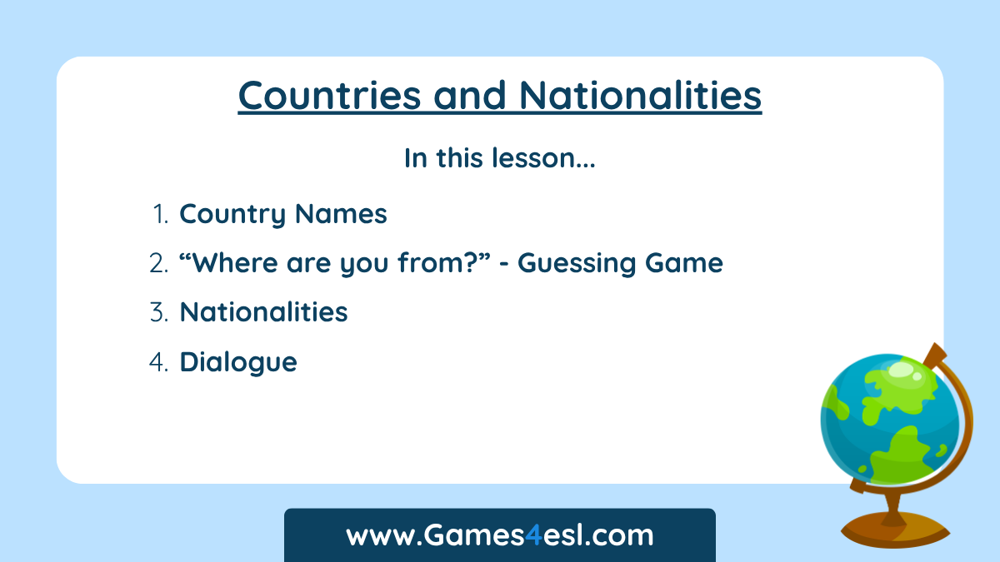 Countries and Nationalities
In this lesson...
1. Country Names
2. “Where are you from?” - Guessing Game
3. Nationalities
4. Dialogue
www.Games4esl.com